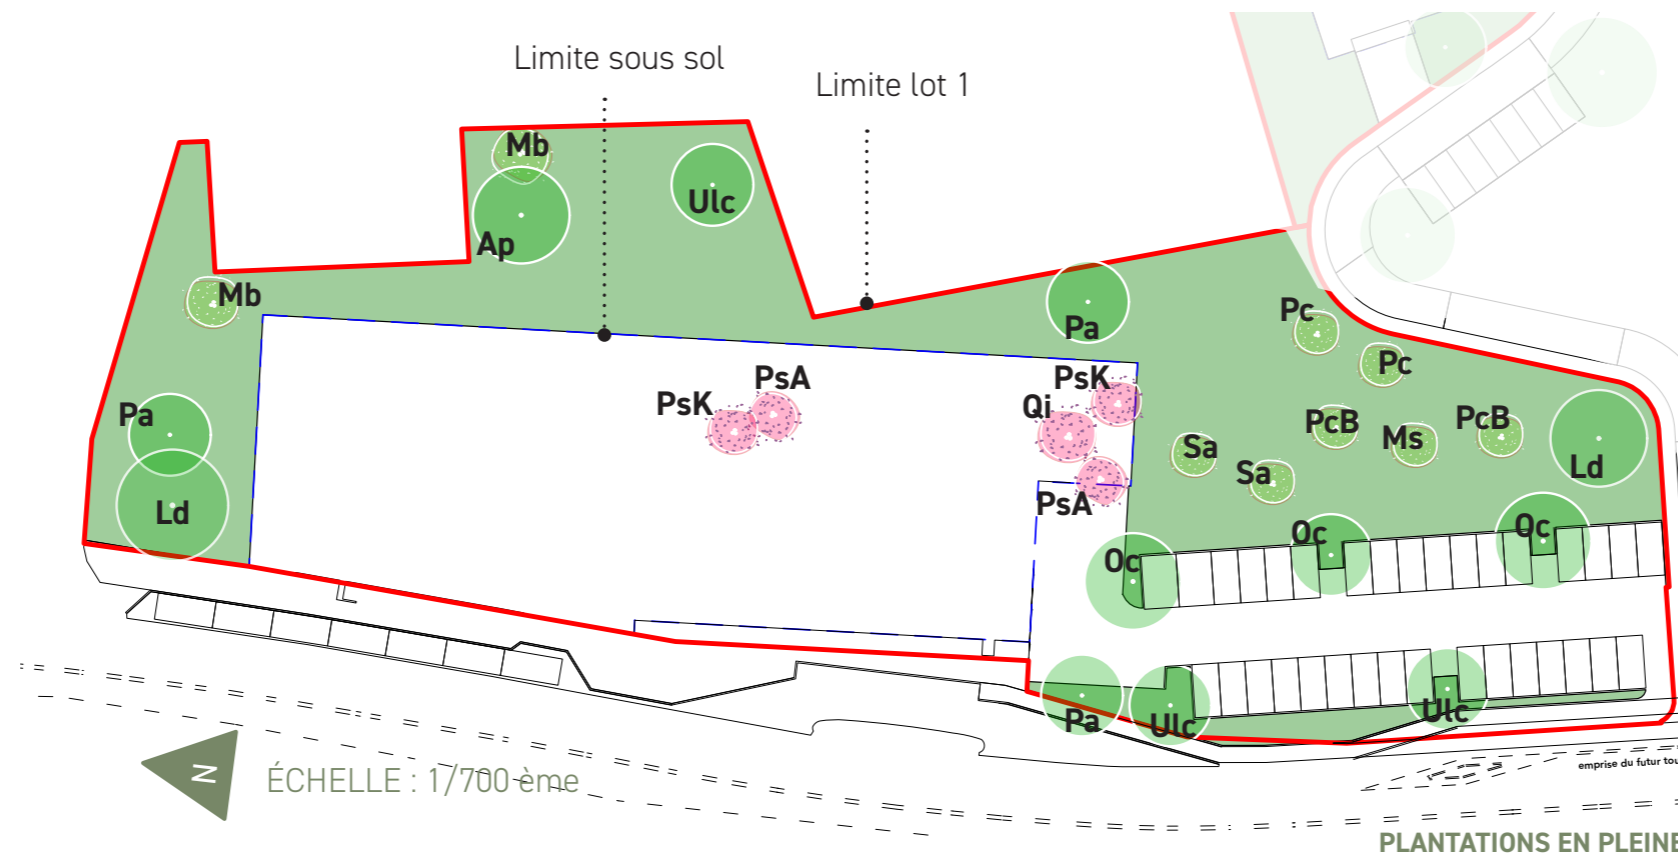 Limite sous sol
Limite lot 1
Mb
Ulc
Ap
Mb
Pa
Pc
Pc
PsA
PsK
PsK
Qi
PcB
PcB
Ms
Pa
Sa
Sa
Ld
Ld
PsA
Oc
Oc
Oc
Pa
Ulc
Ulc
N
ÉCHELLE : 1/700 ème
emprise du futur tou
PLANTATIONS EN PLEINE